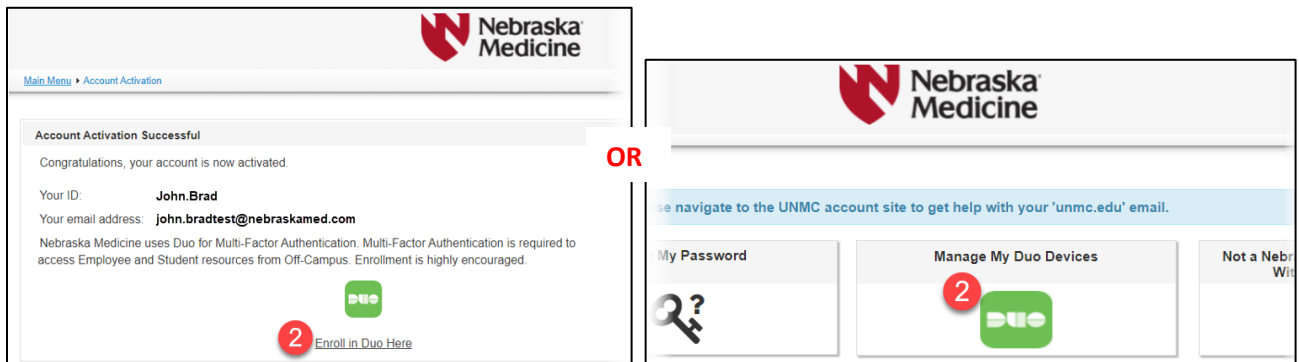 Nebraska
Medicine
Main Menu ▸ Account Activation
Account Activation Successful
Congratulations, your account is now activated.
Your ID: John.Brad
Your email address: john.bradtest@nebraskamed.com
Nebraska Medicine uses Duo for Multi-Factor Authentication. Multi-Factor Authentication is required to
access Employee and Student resources from Off-Campus. Enrollment is highly encouraged.
DUO
2 Enroll in Duo Here
OR
Nebraska
Medicine
navigate to the UNMC account site to get help with your 'unmc.edu' email.
My Password
?
Manage My Duo Devices
2
DUO
Not a